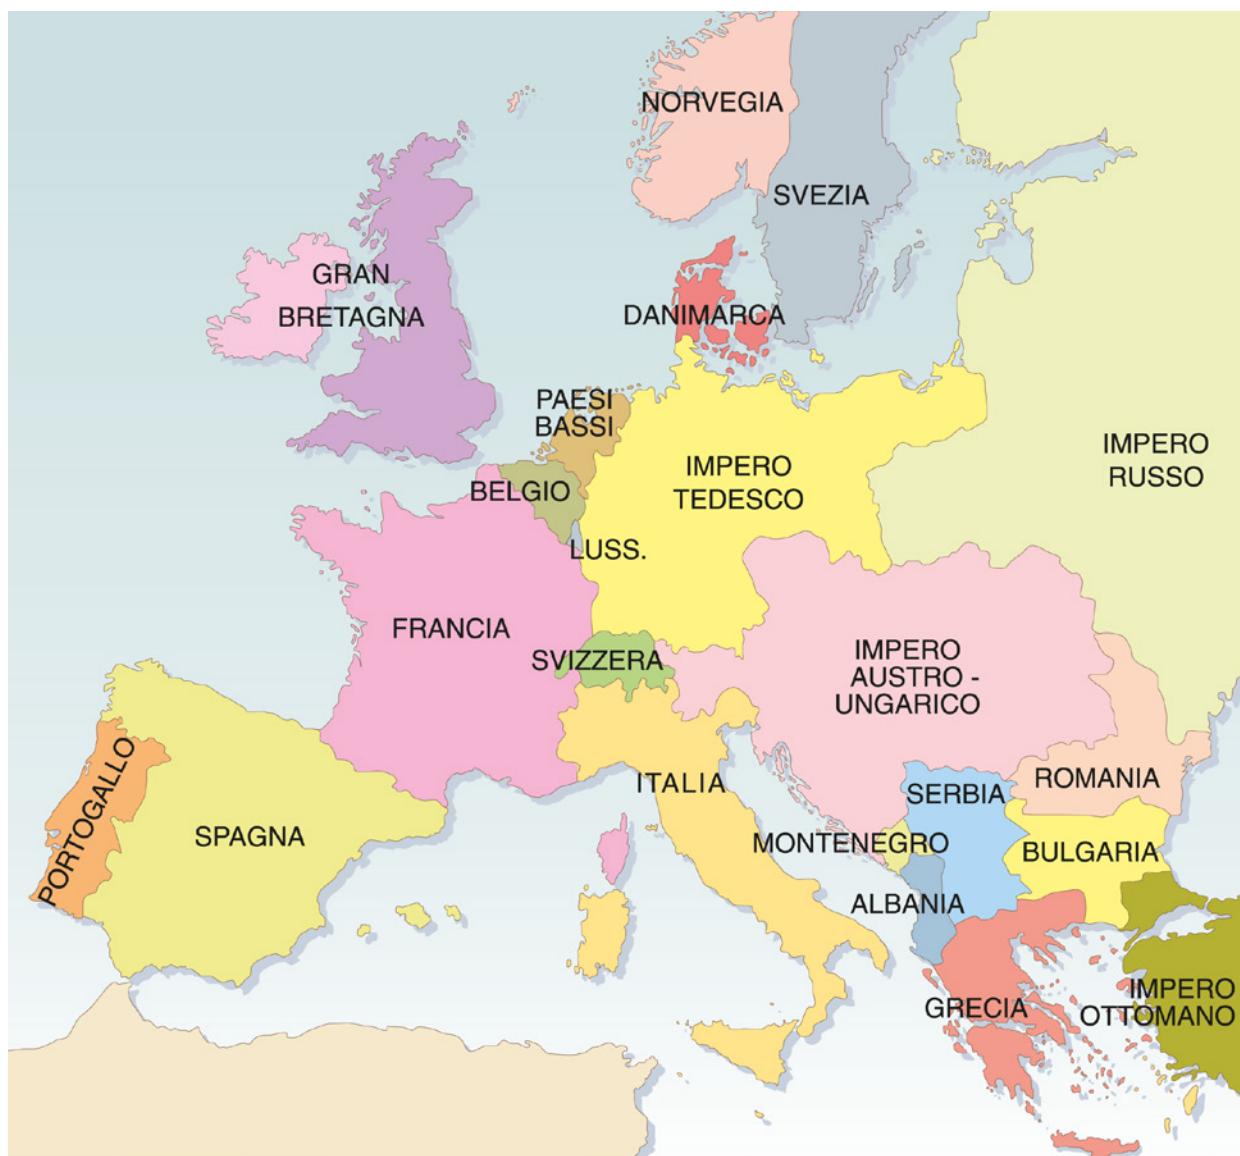 NORVEGIA
SVEZIA
GRAN
BRETAGNA
DANIMARCA
PAESI
BASSI
IMPERO
TEDESCO
IMPERO
RUSSO
BELGIO
LUSS.
FRANCIA
SVIZZERA
IMPERO
AUSTRO -
UNGARICO
PORTOGALLO
SPAGNA
ITALIA
SERBIA
ROMANIA
MONTENEGRO
BULGARIA
ALBANIA
GRECIA
IMPERO
OTTOMANO